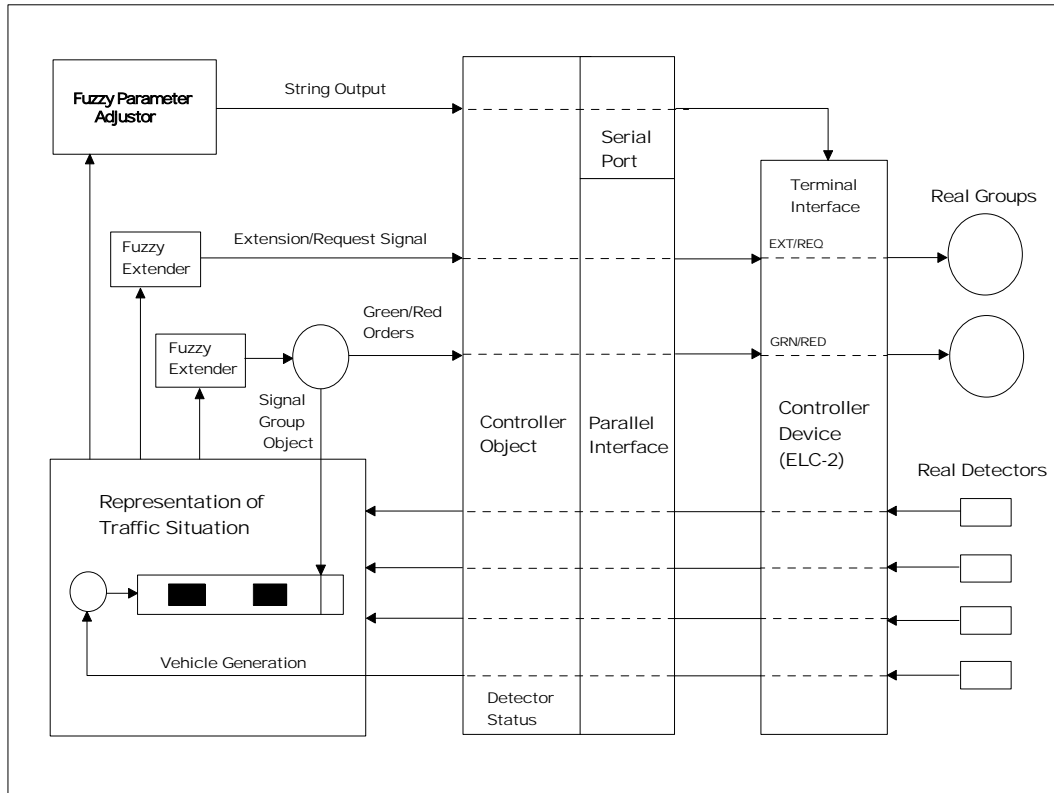 Fuzzy Parameter
Adjustor
String Output
Serial
Port
Terminal
Interface
Real Groups
Fuzzy
Extender
Extension/Request Signal
EXT/REQ
Green/Red
Orders
Fuzzy
Extender
GRN/RED
Signal
Group
Object
Controller
Object
Parallel
Interface
Controller
Device
(ELC-2)
Real Detectors
Representation of
Traffic Situation
Vehicle Generation
Detector
Status